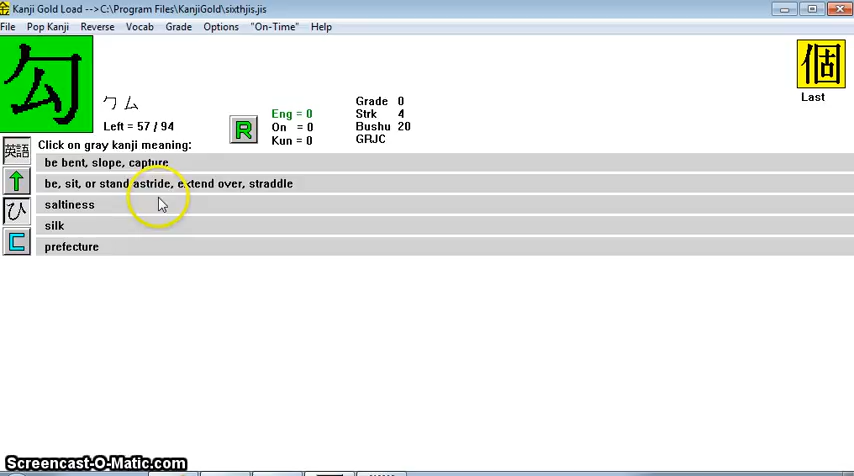 金 Kanji Gold Load -->C:\Program Files\KanjiGold\sixthjis.jis
File Pop Kanji Reverse Vocab Grade Options "On-Time" Help
勾
個
Last
勹 厶
Left = 57 / 94
R
Eng = 0
On = 0
Kun = 0
Grade 0
Strk 4
Bushu 20
GRJC
英語
Click on gray kanji meaning:
be bent, slope, capture
be, sit, or stand astride, extend over, straddle
ひ
saltiness
silk
prefecture
Screencast-O-Matic.com